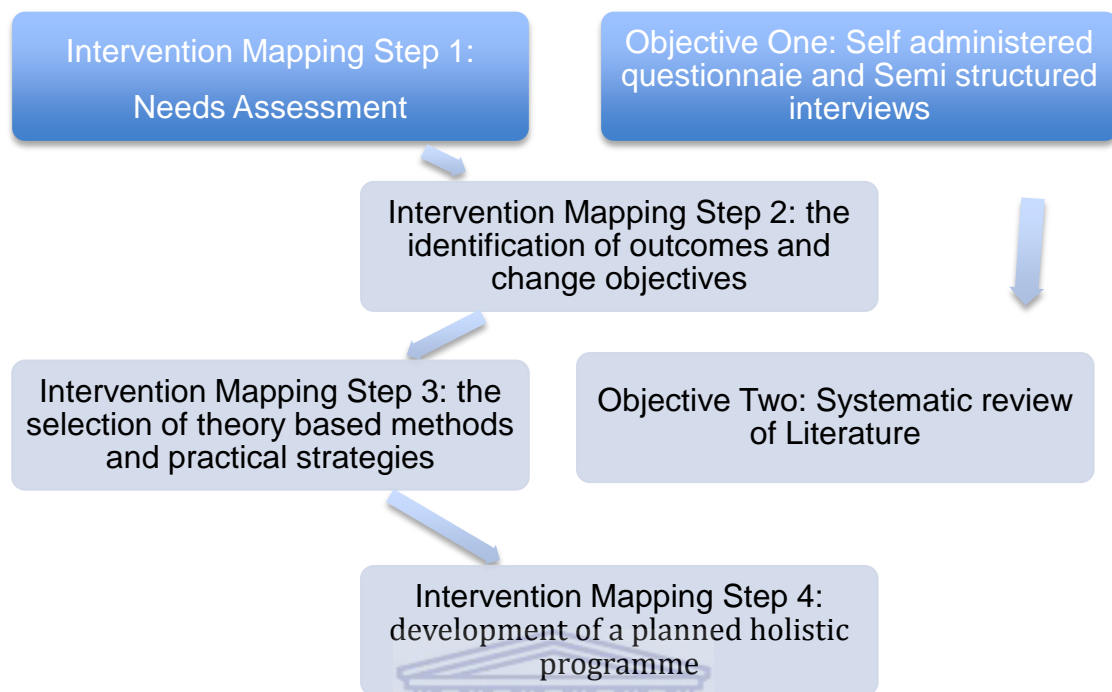 Intervention Mapping Step 1:
Needs Assessment
Objective One: Self administered
questionnaie and Semi structured
interviews
Intervention Mapping Step 2: the
identification of outcomes and
change objectives
Intervention Mapping Step 3: the
selection of theory based methods
and practical strategies
Objective Two: Systematic review
of Literature
Intervention Mapping Step 4:
development of a planned holistic
programme